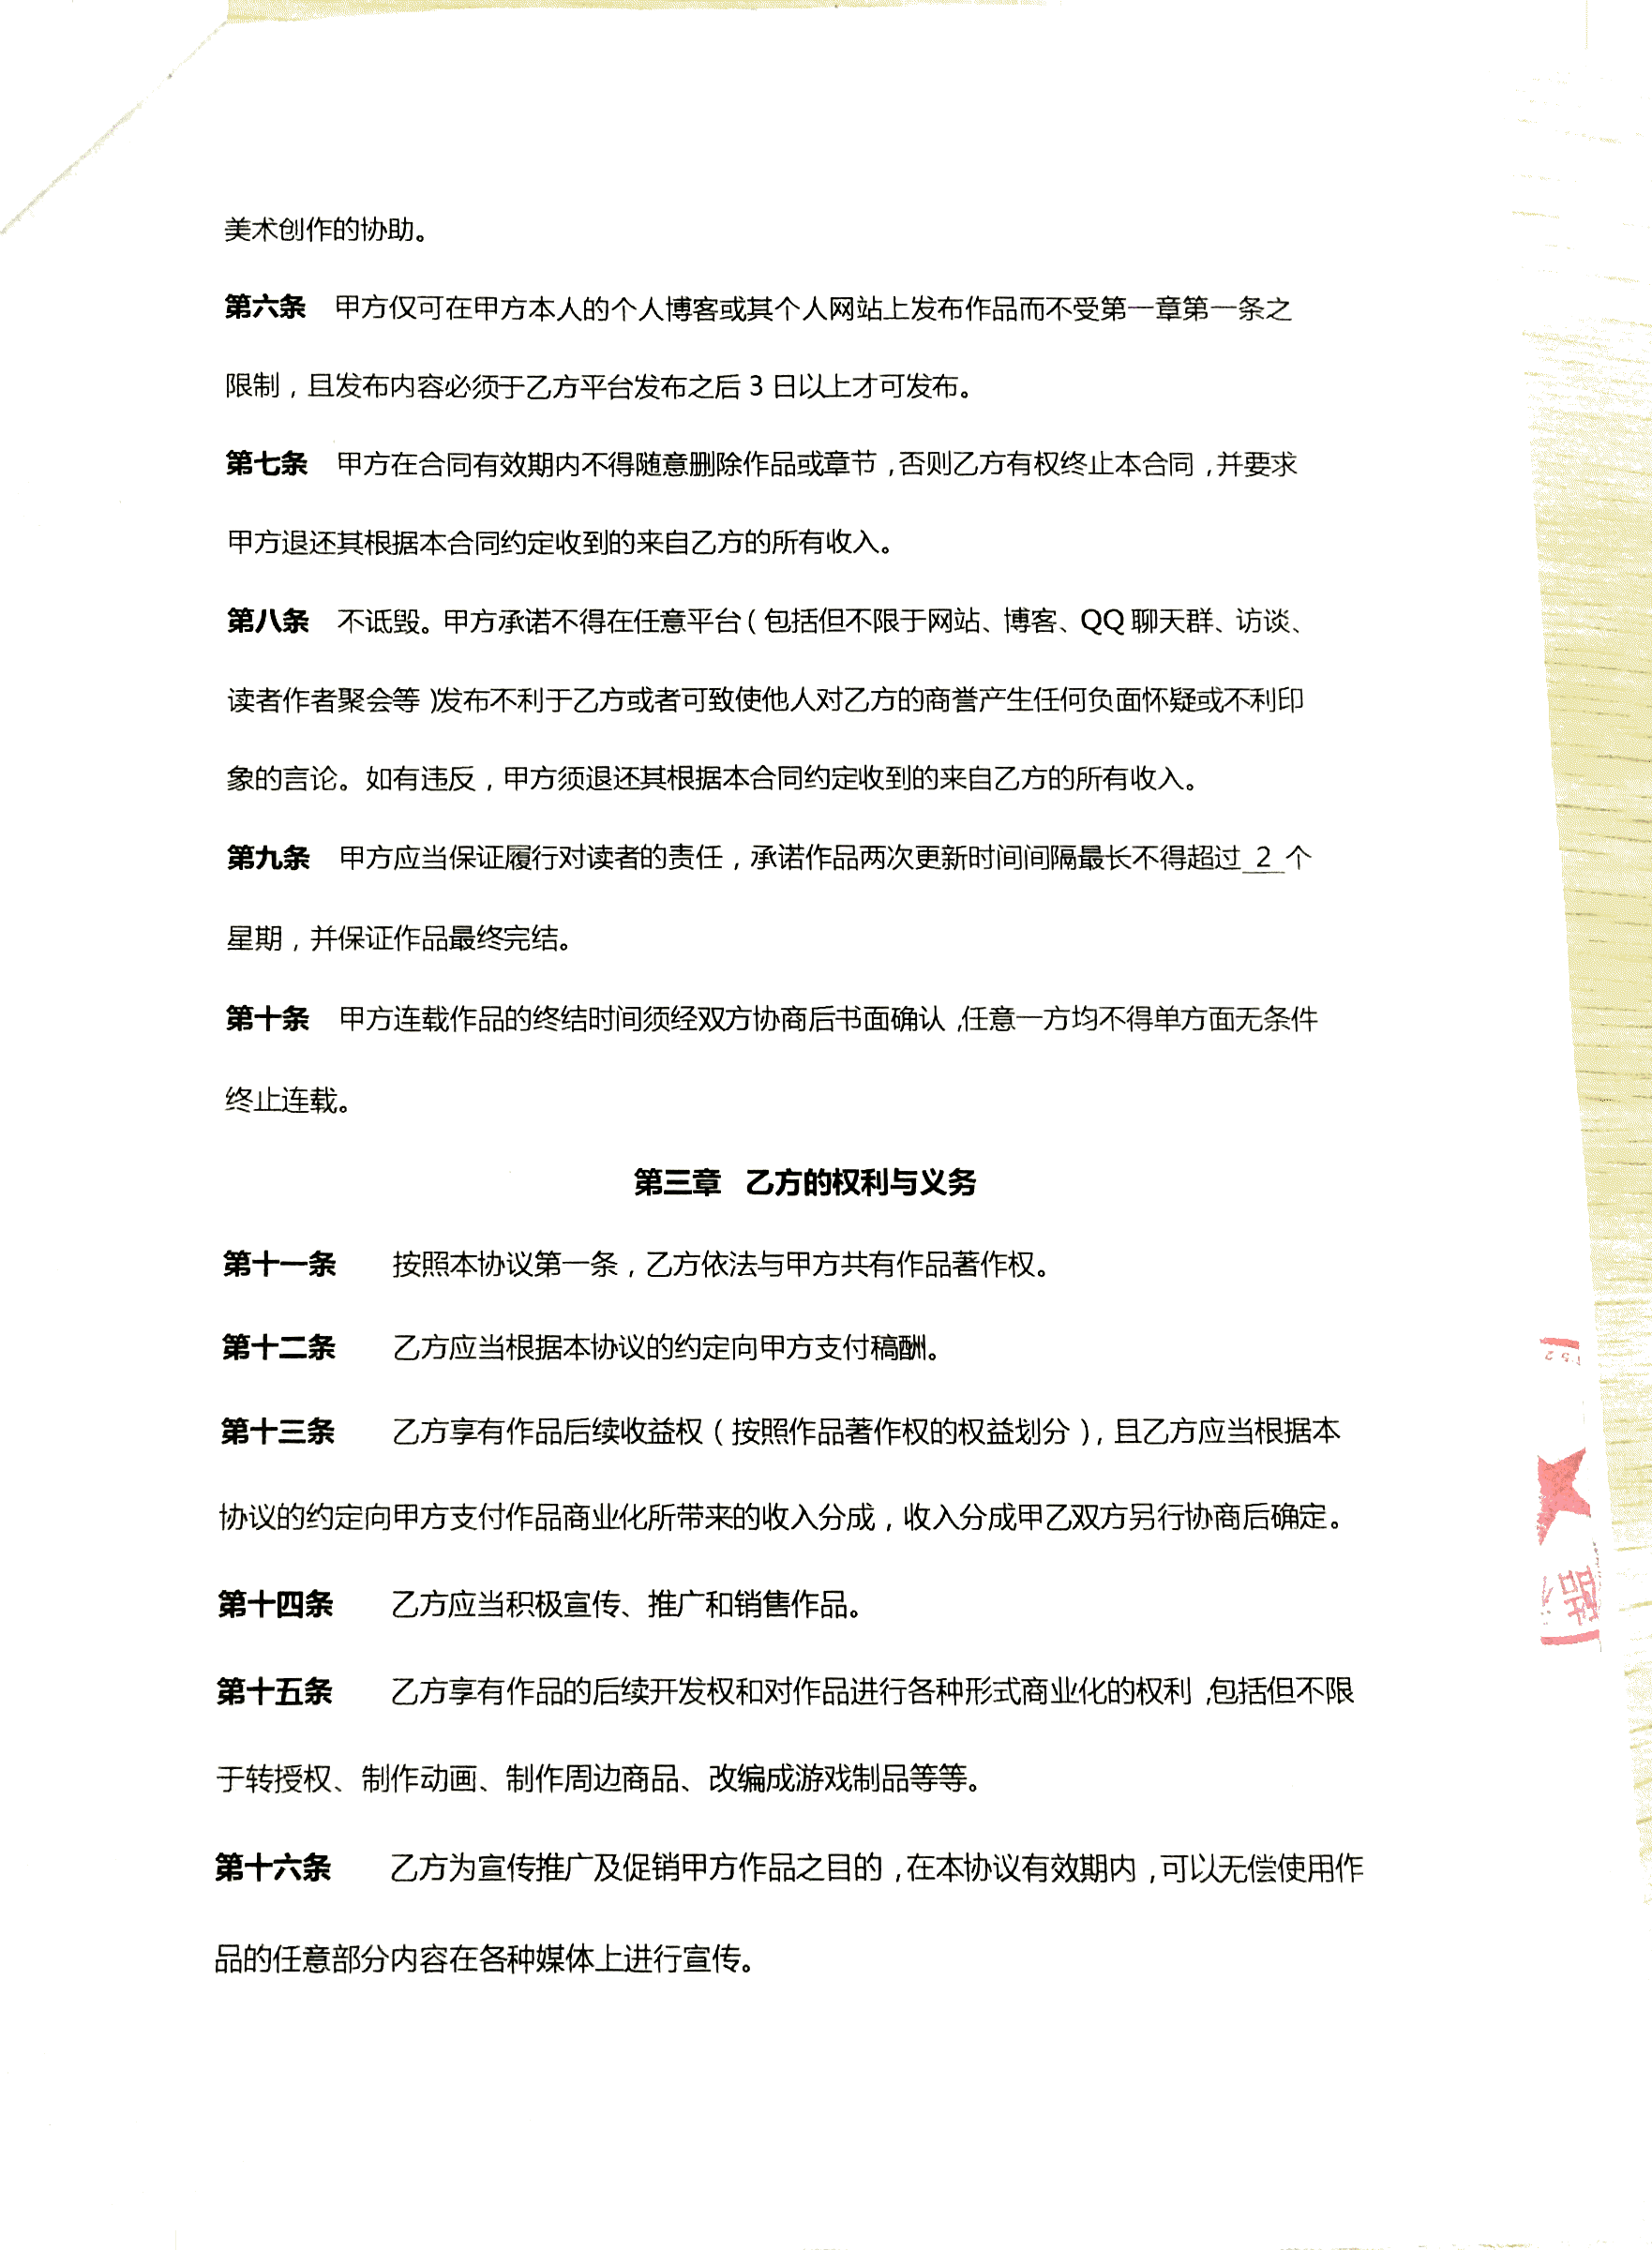 美术创作的协助。
第六条 甲方仅可在甲方本人的个人博客或其个人网站上发布作品而不受第一章第一条之
限制，且发布内容必须于乙方平台发布之后 3 日以上才可发布。
第七条 甲方在合同有效期内不得随意删除作品或章节，否则乙方有权终止本合同，并要求
甲方退还其根据本合同约定收到的来自乙方的所有收入。
第八条 不诋毁。甲方承诺不得在任意平台（包括但不限于网站、博客、QQ 聊天群、访谈、
读者作者聚会等）发布不利于乙方或者可致使他人对乙方的商誉产生任何负面怀疑或不利印
象的言论。如有违反，甲方须退还其根据本合同约定收到的来自乙方的所有收入。
第九条 甲方应当保证履行对读者的责任，承诺作品两次更新时间间隔最长不得超过 2 个
星期，并保证作品最终完结。
第十条 甲方连载作品的终结时间须经双方协商后书面确认，任意一方均不得单方面无条件
终止连载。
第三章 乙方的权利与义务
第十一条 按照本协议第一条，乙方依法与甲方共有作品著作权。
第十二条 乙方应当根据本协议的约定向甲方支付稿酬。
第十三条 乙方享有作品后续收益权（按照作品著作权的权益划分），且乙方应当根据本
协议的约定向甲方支付作品商业化所带来的收入分成，收入分成甲乙双方另行协商后确定。
第十四条 乙方应当积极宣传、推广和销售作品。
第十五条 乙方享有作品的后续开发权和对作品进行各种形式商业化的权利，包括但不限
于转授权、制作动画、制作周边商品、改编成游戏制品等等。
第十六条 乙方为宣传推广及促销甲方作品之目的，在本协议有效期内，可以无偿使用作
品的任意部分内容在各种媒体上进行宣传。